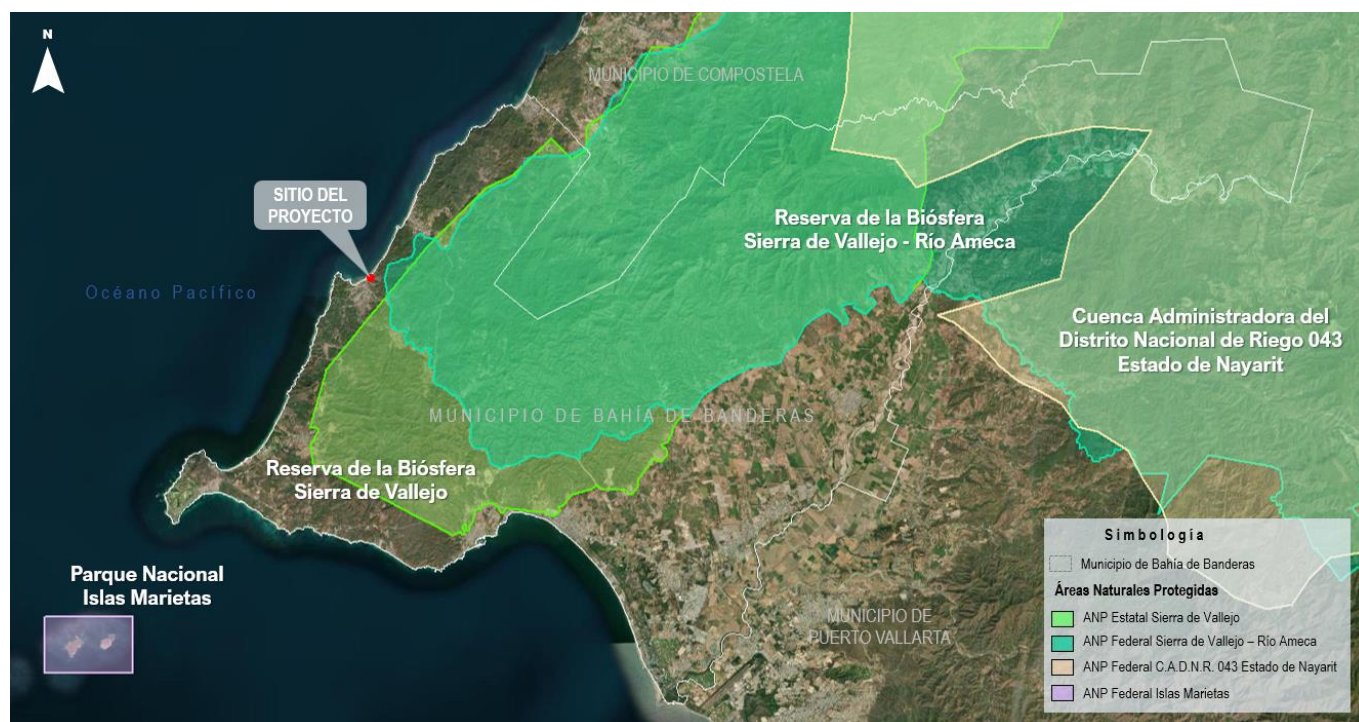 N
MUNICIPIO DE COMPOSTELA
SITIO DEL
PROYECTO
Reserva de la Biósfera
Sierra de Vallejo - Río Ameca
Océano Pacífico
Cuenca Administradora del
Distrito Nacional de Riego 043
Estado de Nayarit
MUNICIPIO DE BAHÍA DE BANDERAS
Reserva de la Biósfera
Sierra de Vallejo
Parque Nacional
Islas Marietas
MUNICIPIO DE
PUERTO VALLARTA
Simbología
Municipio de Bahía de Banderas
Áreas Naturales Protegidas
ANP Estatal Sierra de Vallejo
ANP Federal Sierra de Vallejo – Río Ameca
ANP Federal C.A.D.N.R. 043 Estado de Nayarit
ANP Federal Islas Marietas